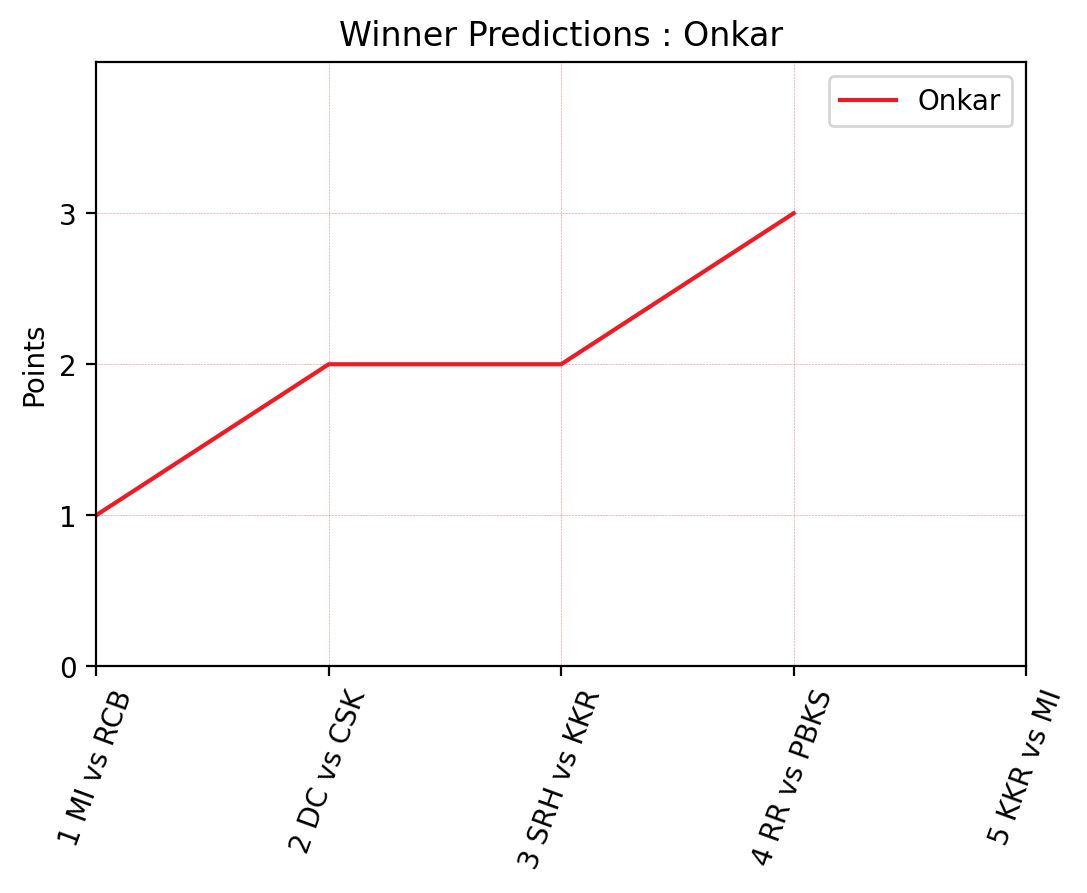 Winner Predictions : Onkar
Onkar
Points
3
2
1
0
1 MI vs RCB
2 DC vs CSK
3 SRH vs KKR
4 RR vs PBKS
5 KKR vs MI